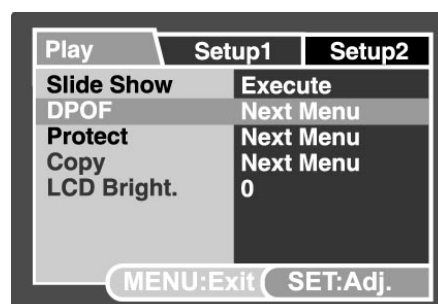 Play Setup1 Setup2
Slide Show Execute
DPOF Next Menu
Protect Next Menu
Copy Next Menu
LCD Bright. 0
MENU:Exit SET:Adj.